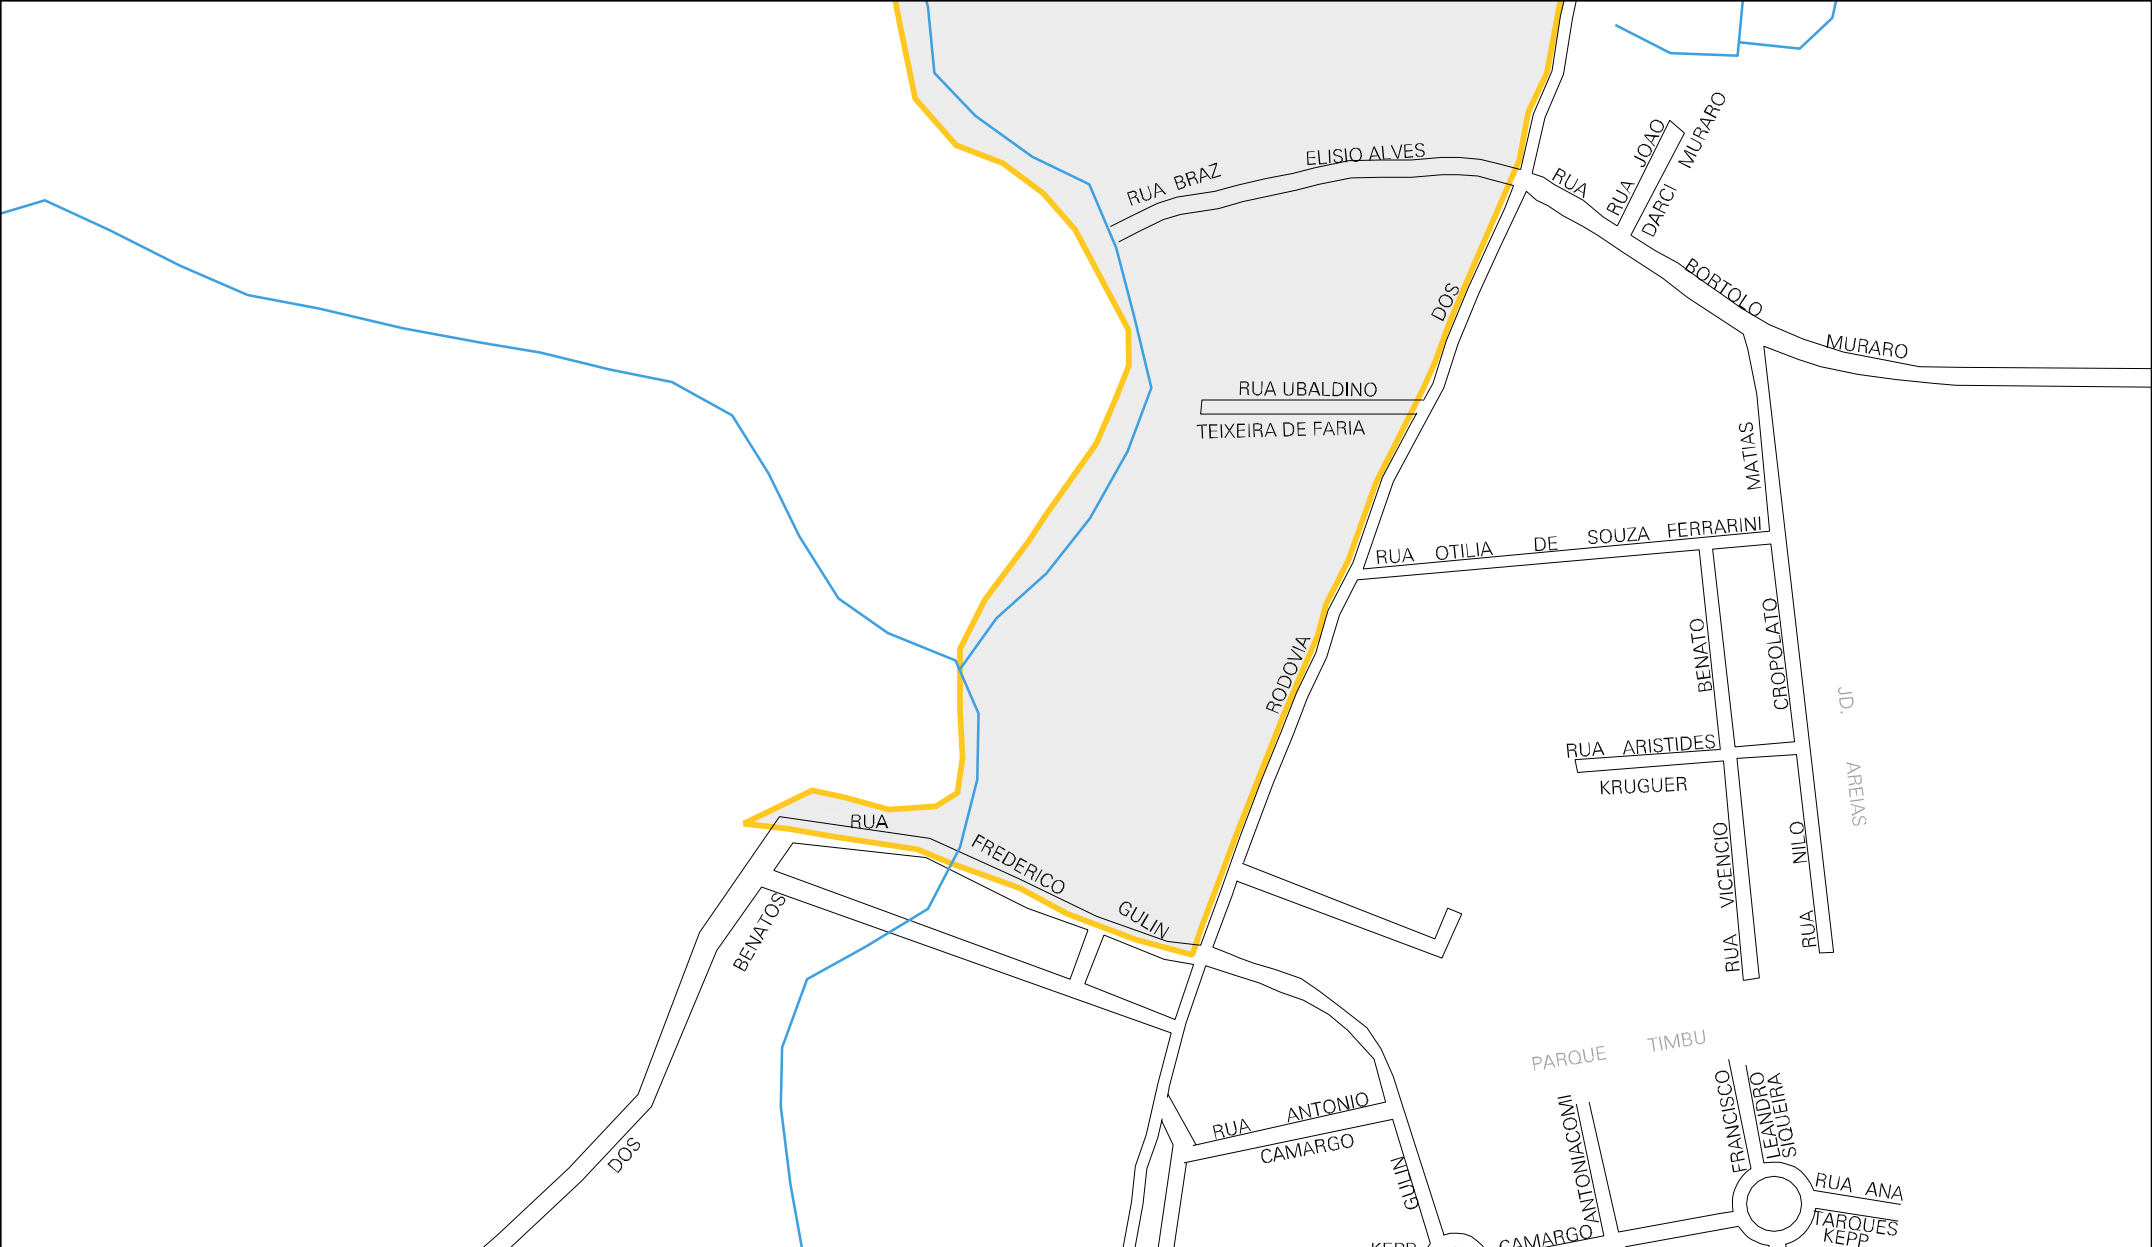 RUA JOAO
DARCI MURARO
RUA BRAZ ELISIO ALVES
RUA BORTOLO MURARO
DOS
RUA UBALDINO
TEIXEIRA DE FARIA
MATIAS
RUA OTILIA DE SOUZA FERRARINI
RODOVIA
BENATO
CROPOLATO
JD. AREIAS
RUA ARISTIDES
KRUGUER
RUA FREDERICO GULIN
RUA VICENCIO
RUA NILO
BENATOS
DOS
PARQUE TIMBU
RUA ANTONIO
CAMARGO
GULIN
ANTONIACOMI
FRANCISCO
LEANDRO
SIQUEIRA
RUA ANA
TARQUES
KEPP
CAMARGO
KEPP